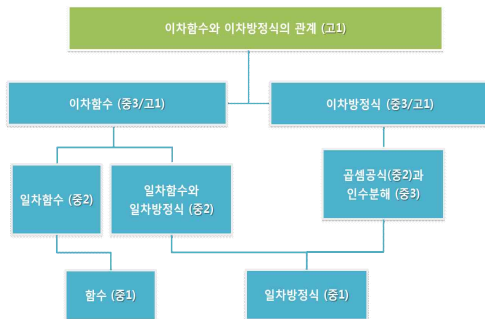 이차함수와 이차방정식의 관계 (고1)
이차함수 (중3/고1)
이차방정식 (중3/고1)
일차함수 (중2)
일차함수와
일차방정식 (중2)
곱셈공식(중2)과
인수분해 (중3)
함수 (중1)
일차방정식 (중1)